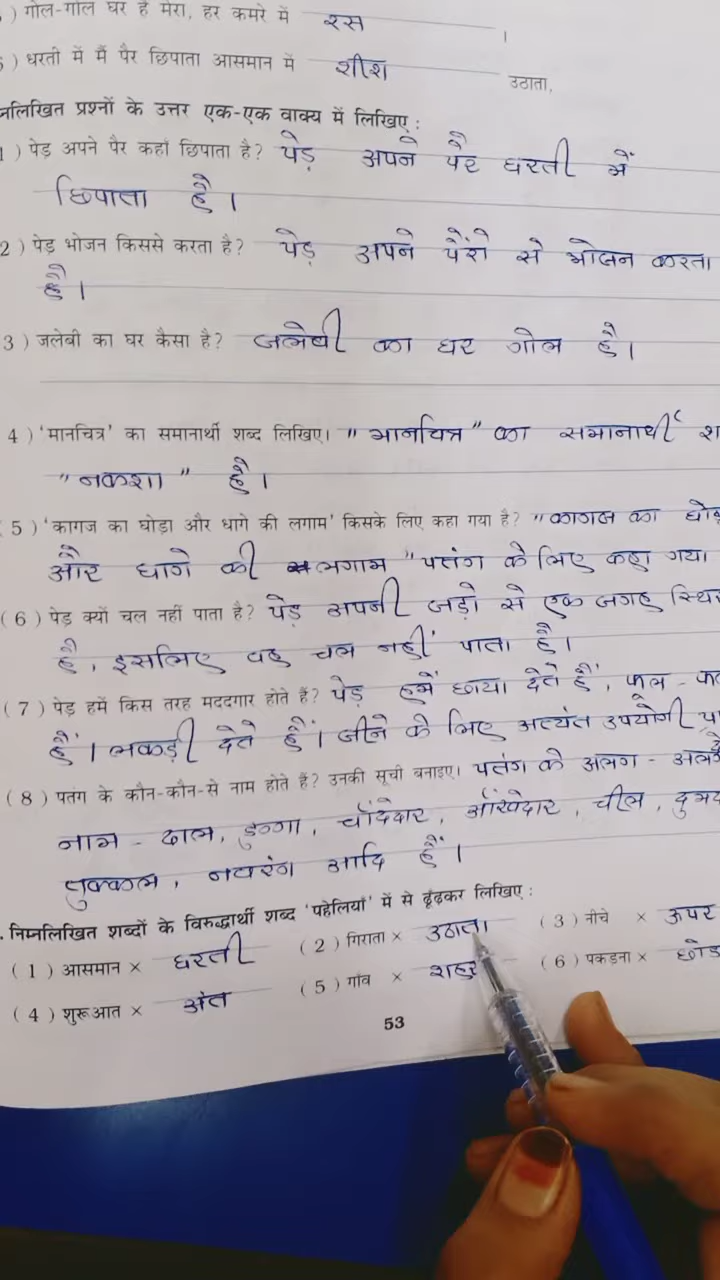 ) गोल-गोल घर है मेरा, हर कमरे में रस ।
) धरती में मैं पैर छिपाता आसमान में शीश उठाता,
नलिखित प्रश्नों के उत्तर एक-एक वाक्य में लिखिए :
1 ) पेड़ अपने पैर कहाँ छिपाता है? पेड़ अपने पैर धरती में
छिपाता है ।
2 ) पेड़ भोजन किससे करता है? पेड़ अपने पैरों से भोजन करता
है ।
3 ) जलेबी का घर कैसा है? जलेबी का घर गोल है ।
4 ) 'मानचित्र' का समानार्थी शब्द लिखिए। "मानचित्र" का समानार्थी श
"नकशा" है ।
5 ) 'कागज का घोड़ा और धागे की लगाम' किसके लिए कहा गया है? "कागज का घोड़
और धागे की लगाम "पतंग के लिए कहा गया
( 6 ) पेड़ क्यों चल नहीं पाता है? पेड़ अपनी जड़ो से एक जगह स्थि
है, इसलिए वह चल नहीं पाता है ।
( 7 ) पेड़ हमें किस तरह मददगार होते हैं? पेड़ हमें छाया देते हैं, फल -
हैं । लकड़ी देते हैं । जीने के लिए अत्यंत उपयोगी
( 8 ) पतंग के कौन-कौन-से नाम होते हैं? उनकी सूची बनाइए। पतंग को अलग - अलग
नाम - ढाल, डुग्गा, चाँदेदार, आँखेदार, चील,
तुक्कल, नवरंग आदि हैं ।
. निम्नलिखित शब्दों के विरुद्धार्थी शब्द 'पहेलियाँ' में से ढूँढ़कर लिखिए :
( 1 ) आसमान × धरती ( 2 ) गिराता × उठाता ( 3 ) नीचे × ऊपर
( 4 ) शुरूआत × अंत ( 5 ) गाँव × शहर ( 6 ) पकड़ना × छोड़
53